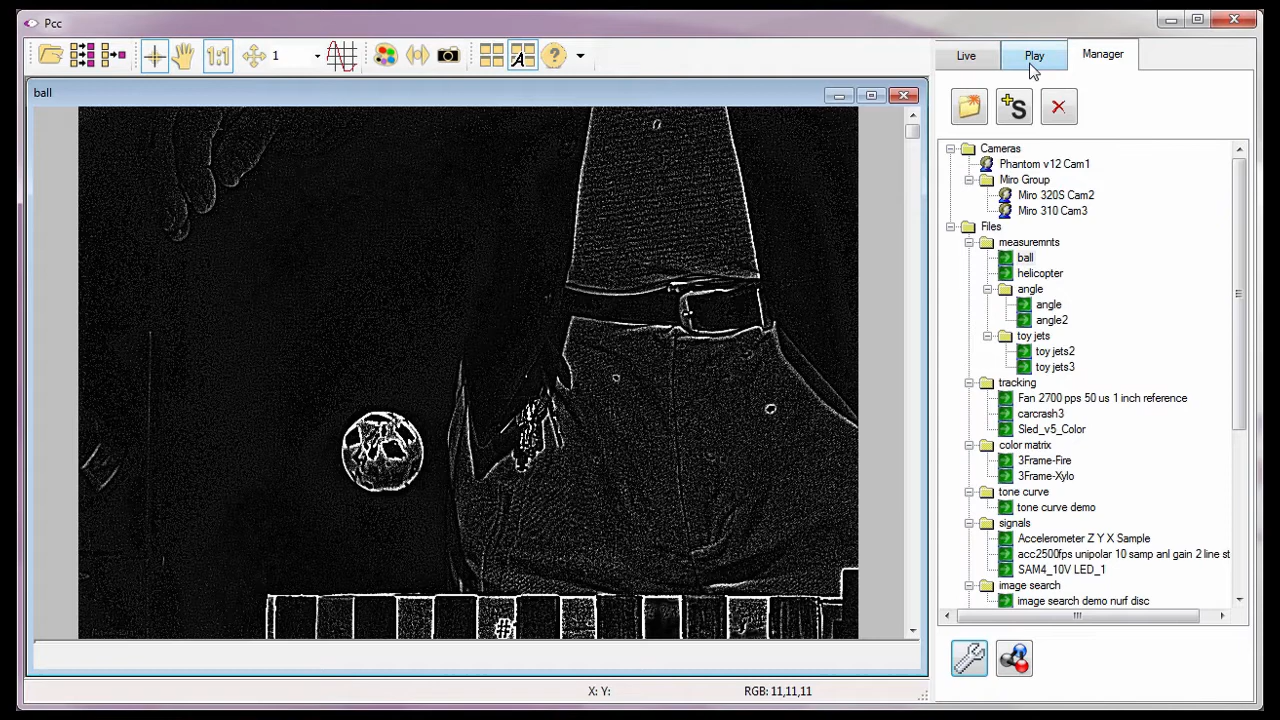 Pcc
1:1
1
A
?
Live
Play
Manager
S
ball
Cameras
Phantom v12 Cam1
Miro Group
Miro 320S Cam2
Miro 310 Cam3
Files
measuremnts
ball
helicopter
angle
angle
angle2
toy jets
toy jets2
toy jets3
tracking
Fan 2700 pps 50 us 1 inch reference
carcrash3
Sled_v5_Color
color matrix
3Frame-Fire
3Frame-Xylo
tone curve
tone curve demo
signals
Accelerometer Z Y X Sample
acc2500fps unipolar 10 samp anl gain 2 line st
SAM4_10V LED_1
image search
image search demo nurf disc
X: Y:
RGB: 11,11,11